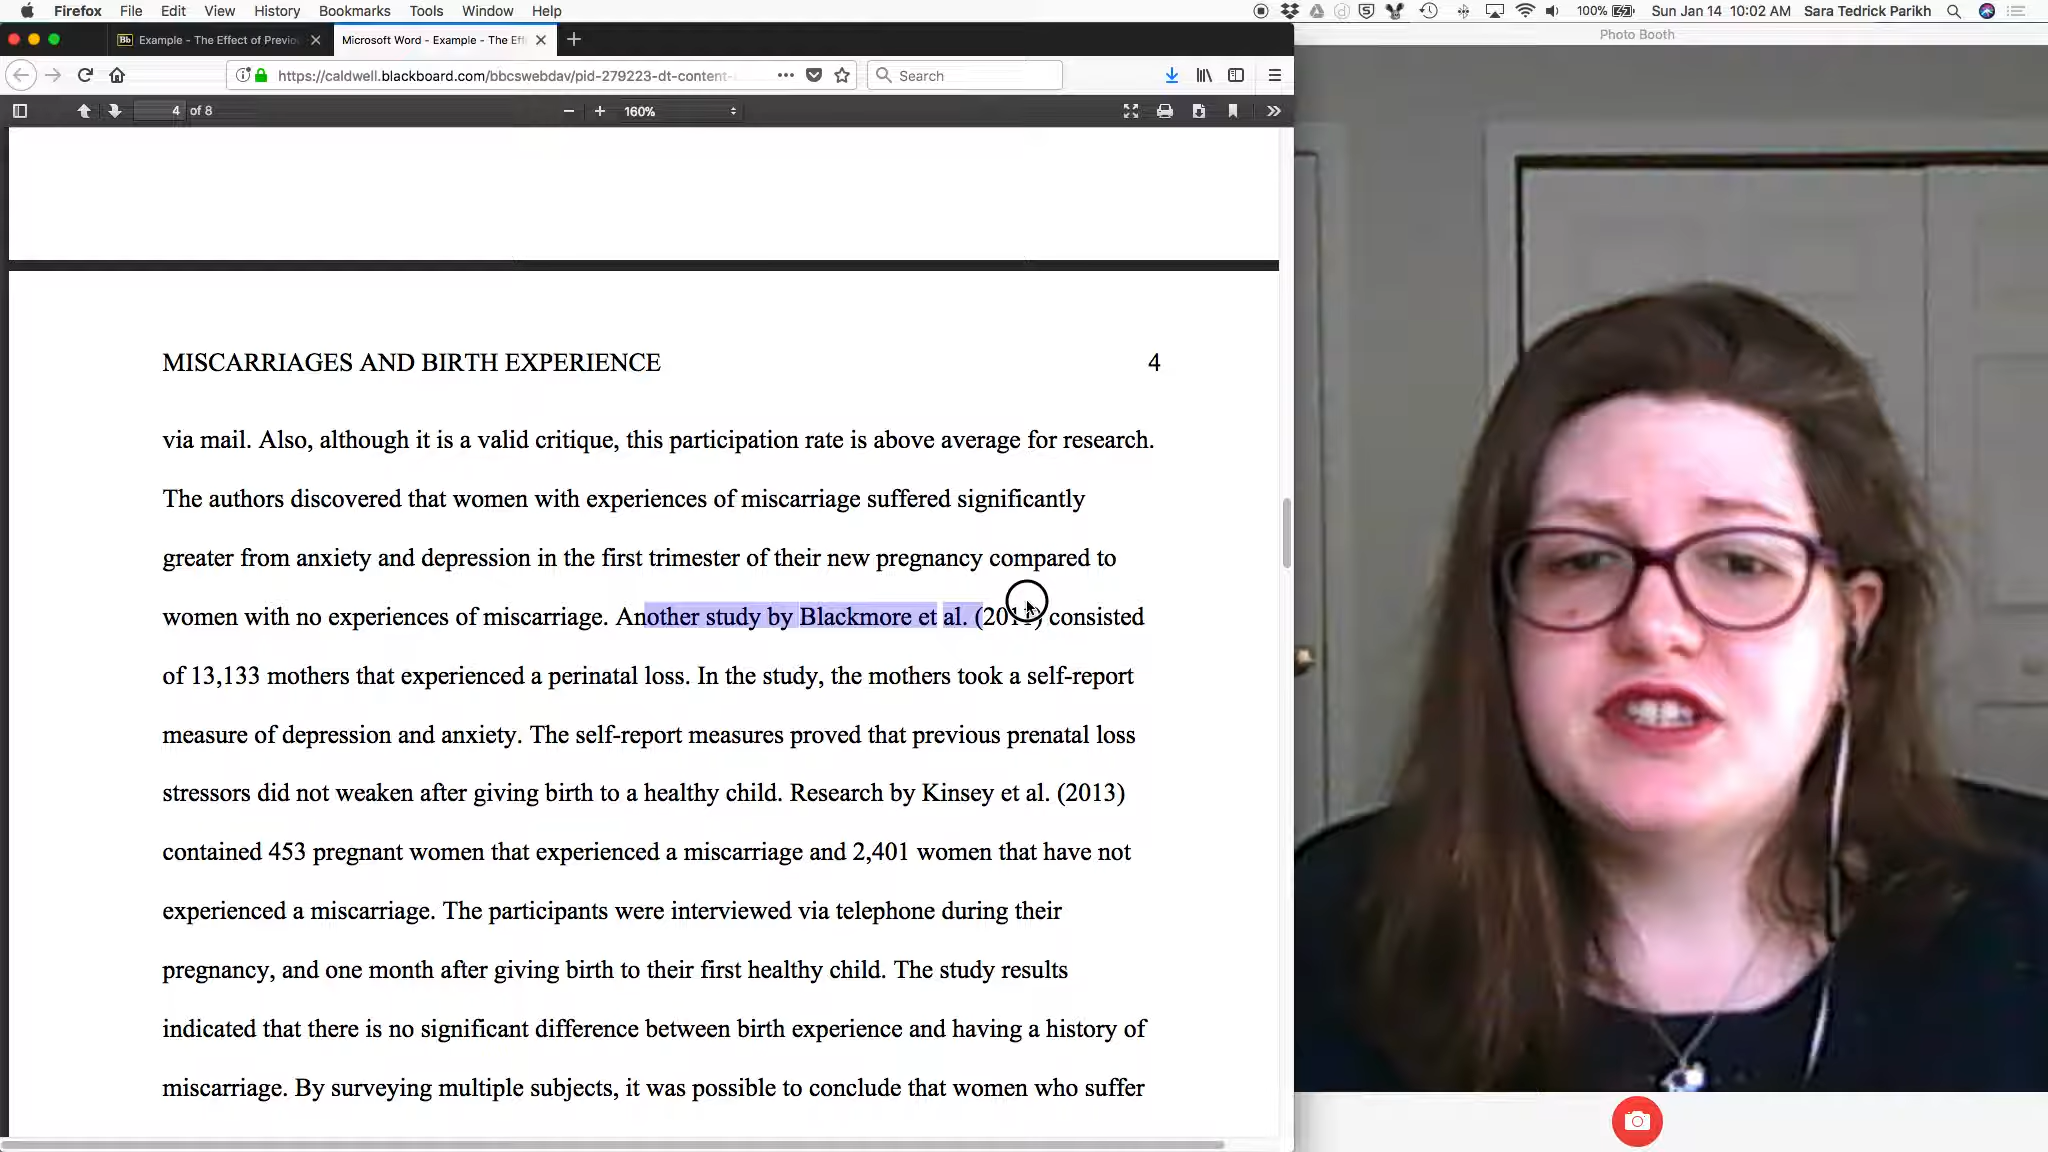 Firefox File Edit View History Bookmarks Tools Window Help 100% Sun Jan 14 10:02 AM Sara Tedrick Parikh
Photo Booth
Bb Example - The Effect of Previo
Microsoft Word - Example - The Eff
https://caldwell.blackboard.com/bbcswebdav/pid-279223-dt-content-
Search
4 of 8
160%
MISCARRIAGES AND BIRTH EXPERIENCE 4
via mail. Also, although it is a valid critique, this participation rate is above average for research.
The authors discovered that women with experiences of miscarriage suffered significantly
greater from anxiety and depression in the first trimester of their new pregnancy compared to
women with no experiences of miscarriage. Another study by Blackmore et al. (2011) consisted
of 13,133 mothers that experienced a perinatal loss. In the study, the mothers took a self-report
measure of depression and anxiety. The self-report measures proved that previous prenatal loss
stressors did not weaken after giving birth to a healthy child. Research by Kinsey et al. (2013)
contained 453 pregnant women that experienced a miscarriage and 2,401 women that have not
experienced a miscarriage. The participants were interviewed via telephone during their
pregnancy, and one month after giving birth to their first healthy child. The study results
indicated that there is no significant difference between birth experience and having a history of
miscarriage. By surveying multiple subjects, it was possible to conclude that women who suffer